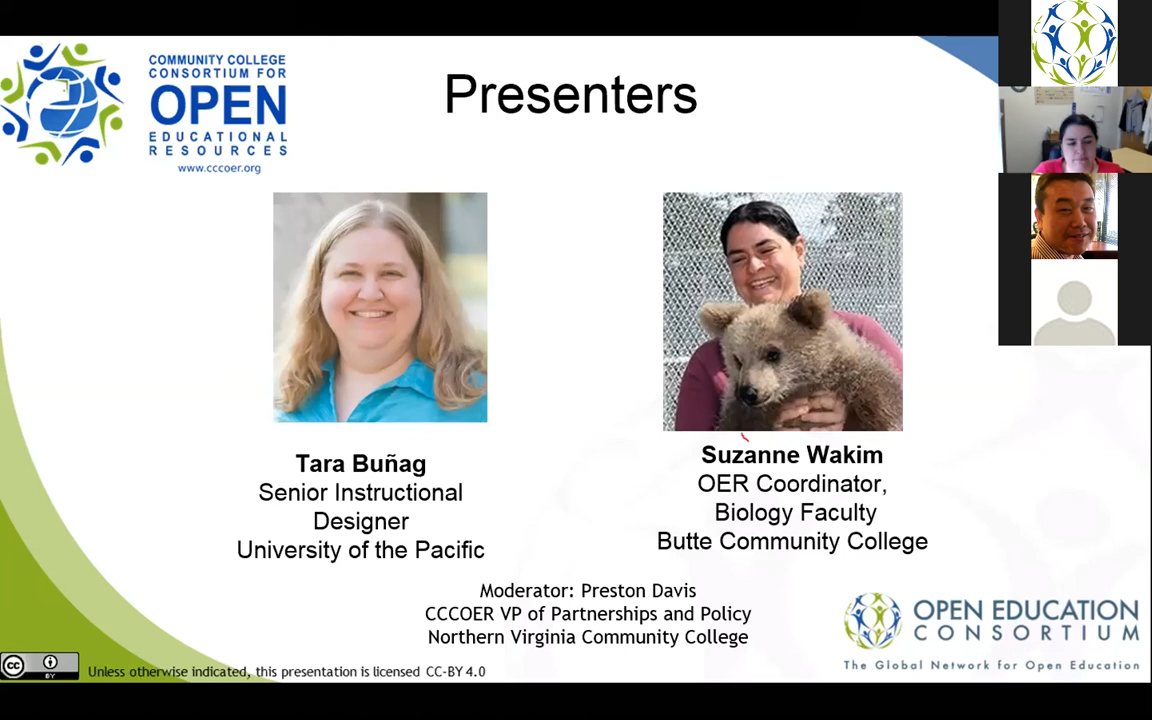 COMMUNITY COLLEGE
CONSORTIUM FOR
OPEN
EDUCATIONAL
RESOURCES
www.cccoer.org
Presenters
Tara Buñag
Senior Instructional
Designer
University of the Pacific
Suzanne Wakim
OER Coordinator,
Biology Faculty
Butte Community College
Moderator: Preston Davis
CCCOER VP of Partnerships and Policy
Northern Virginia Community College
OPEN EDUCATION
CONSORTIUM
The Global Network for Open Education
cc
BY
Unless otherwise indicated, this presentation is licensed CC-BY 4.0